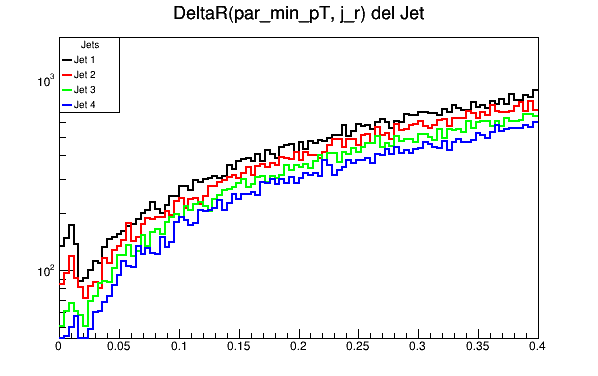 DeltaR(par_min_pT, j_r) del Jet
Jets
Jet 1
Jet 2
Jet 3
Jet 4
10³
10²
0 0.05 0.1 0.15 0.2 0.25 0.3 0.35 0.4